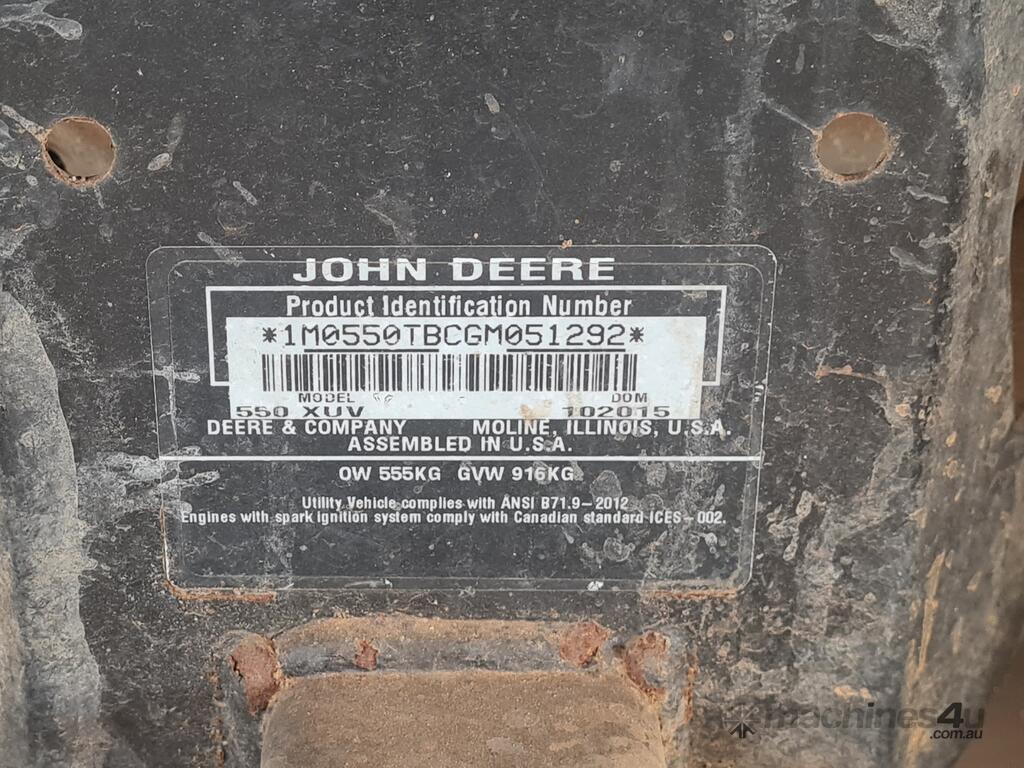 JOHN DEERE
Product Identification Number
*1M0550TBCGM051292*
MODEL DOM
550 XUV 102015
DEERE & COMPANY MOLINE, ILLINOIS, U.S.A.
ASSEMBLED IN U.S.A.
OW 555KG GVW 916KG
Utility Vehicle complies with ANSI B71.9-2012
Engines with spark ignition system comply with Canadian standard ICES-002.
machines4u
.com.au